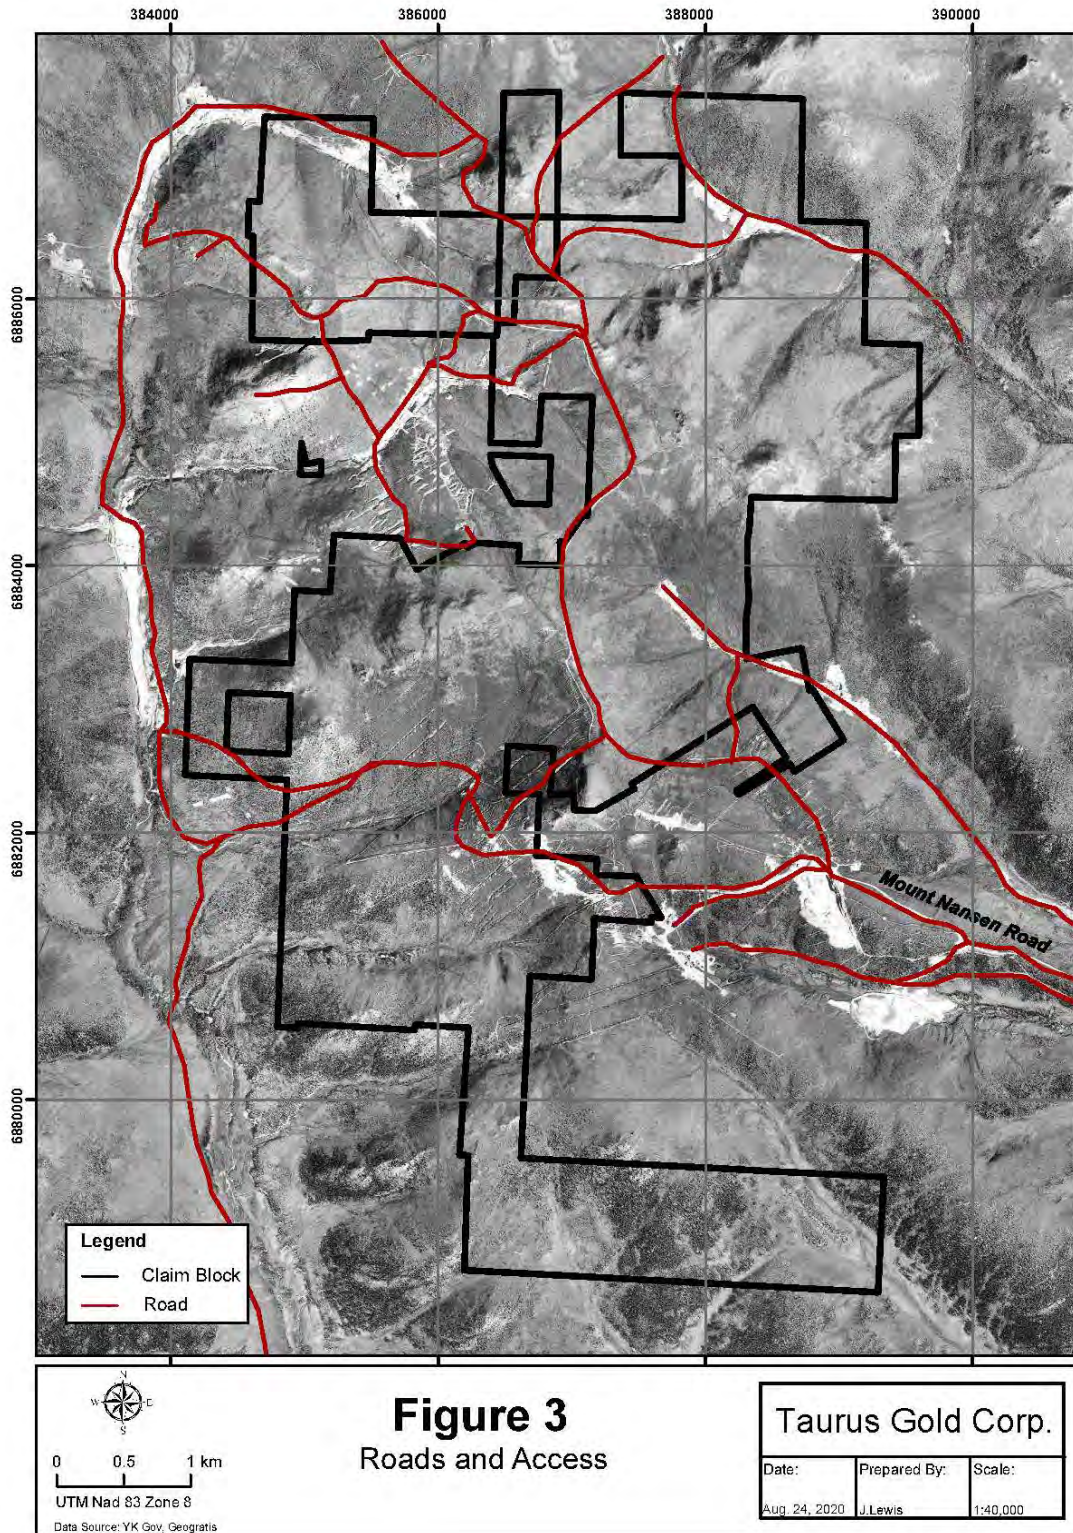 384000 386000 388000 390000
6886000
6884000
6882000
6880000
Mount Nansen Road
Legend
Claim Block
Road
N
W E
S
0 0.5 1 km
UTM Nad 83 Zone 8
Data Source: YK Gov, Geogratis
Figure 3
Roads and Access
Taurus Gold Corp.
Date: Prepared By: Scale:
Aug. 24, 2020 J.Lewis 1:40,000